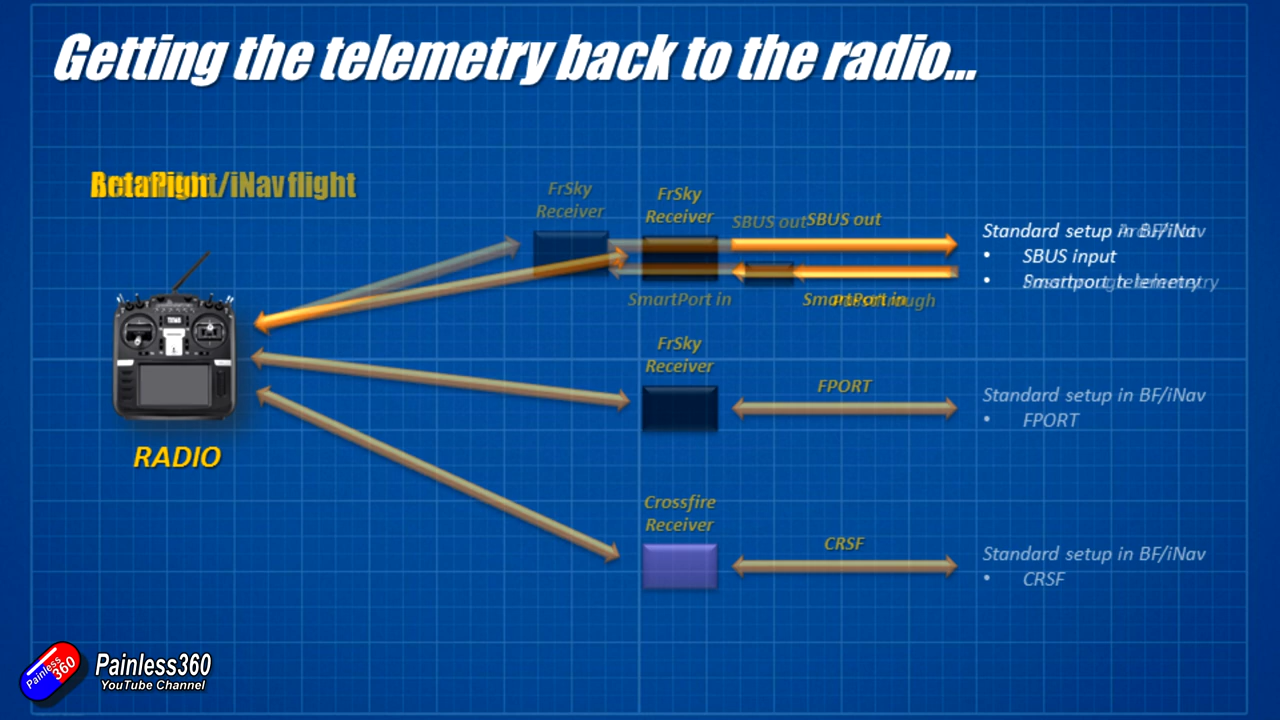 Getting the telemetry back to the radio...
/iNav flight
FrSky
Receiver
FrSky
Receiver
SBUS out
SBUS out
SmartPort in
SmartPort in
Standard setup in BF/iNav
• SBUS input
• Smartport telemetry
FrSky
Receiver
FPORT
Standard setup in BF/iNav
• FPORT
RADIO
Crossfire
Receiver
CRSF
Standard setup in BF/iNav
• CRSF
Painless
360
Painless360
YouTube Channel